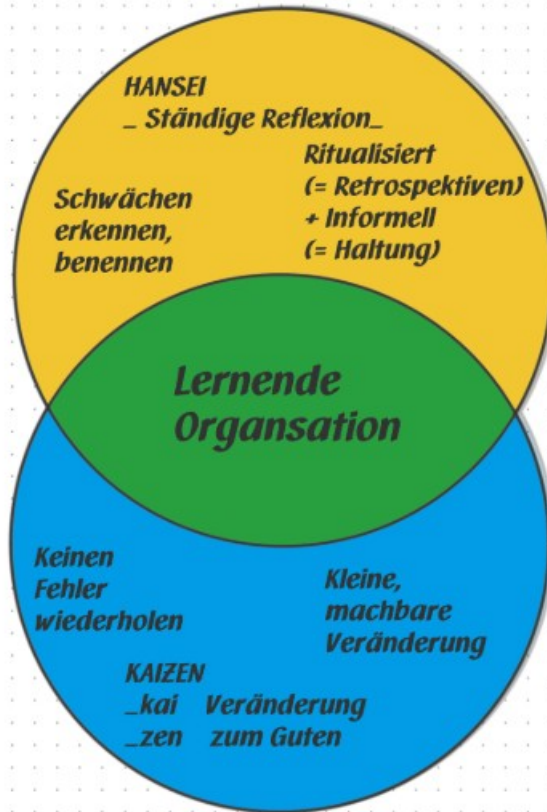 HANSEI
_ Ständige Reflexion_
Ritualisiert
(= Retrospektiven)
+ Informell
(= Haltung)
Schwächen
erkennen,
benennen
Lernende
Organsation
Keinen
Fehler
wiederholen
Kleine,
machbare
Veränderung
KAIZEN
_kai Veränderung
_zen zum Guten